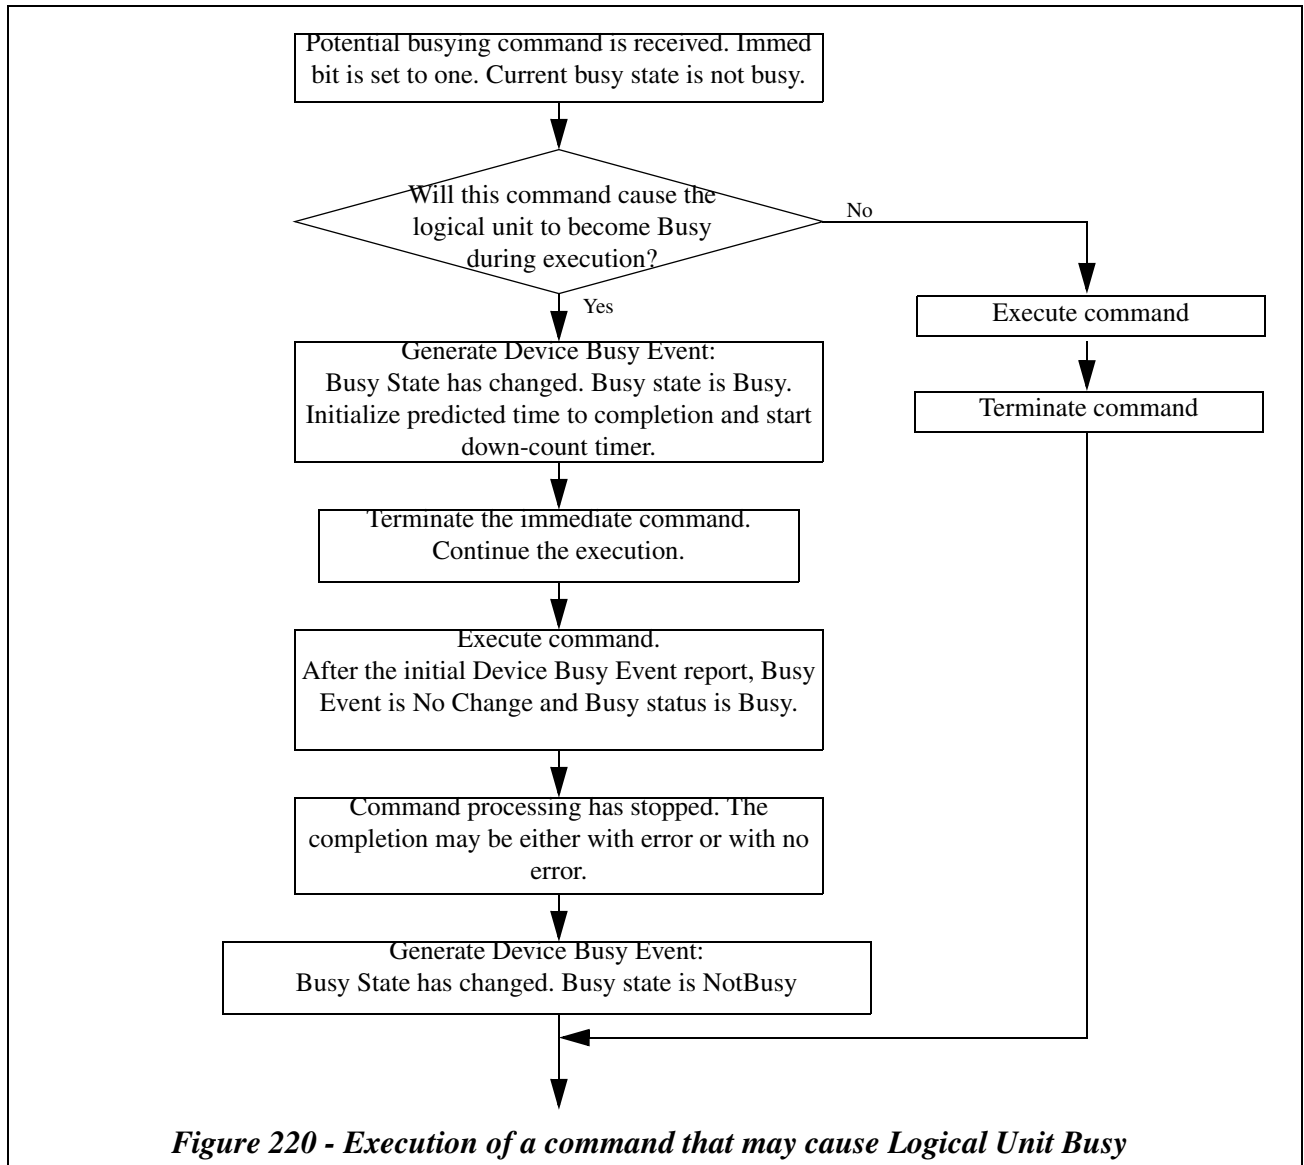 Potential busying command is received. Immed
bit is set to one. Current busy state is not busy.
Will this command cause the
logical unit to become Busy
during execution?
No
Yes
Execute command
Terminate command
Generate Device Busy Event:
Busy State has changed. Busy state is Busy.
Initialize predicted time to completion and start
down-count timer.
Terminate the immediate command.
Continue the execution.
Execute command.
After the initial Device Busy Event report, Busy
Event is No Change and Busy status is Busy.
Command processing has stopped. The
completion may be either with error or with no
error.
Generate Device Busy Event:
Busy State has changed. Busy state is NotBusy
Figure 220 - Execution of a command that may cause Logical Unit Busy